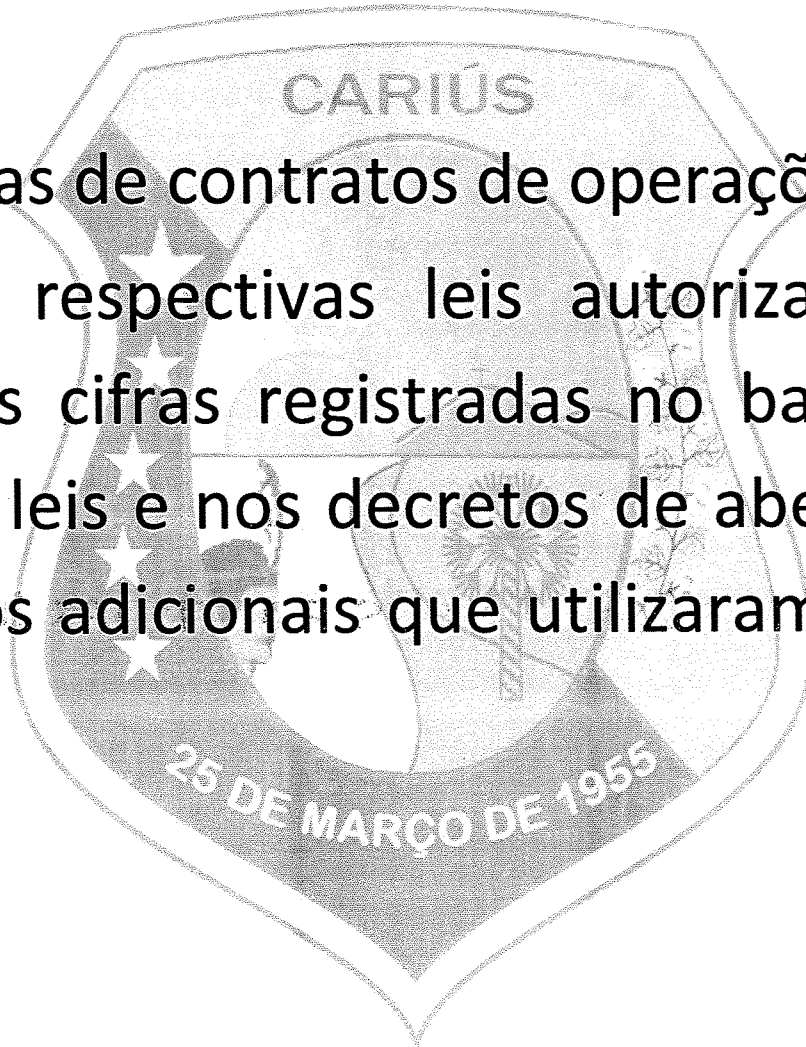 CARIÚS
as de contratos de operaçõ
respectivas leis autoriza
s cifras registradas no ba
leis e nos decretos de abe
os adicionais que utilizaram
25 DE MARÇO DE 1955